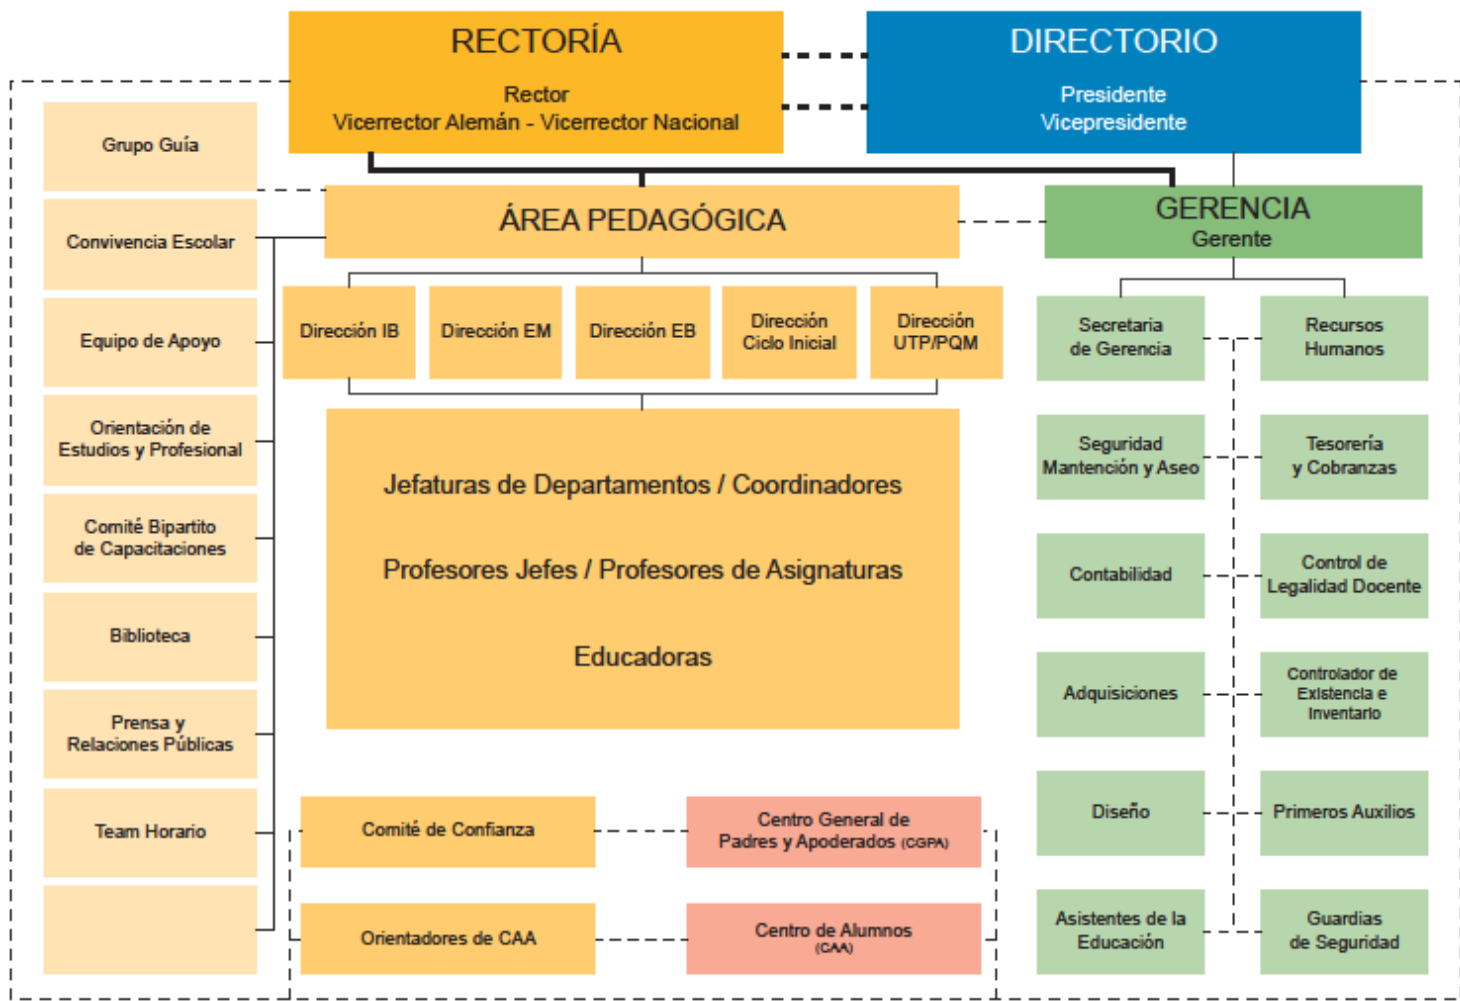 RECTORÍA
Rector
Vicerrector Alemán - Vicerrector Nacional
DIRECTORIO
Presidente
Vicepresidente
Grupo Guía
Convivencia Escolar
Equipo de Apoyo
Orientación de
Estudios y Profesional
Comité Bipartito
de Capacitaciones
Biblioteca
Prensa y
Relaciones Públicas
Team Horario
ÁREA PEDAGÓGICA
Dirección IB
Dirección EM
Dirección EB
Dirección
Ciclo Inicial
Dirección
UTP/PQM
Jefaturas de Departamentos / Coordinadores
Profesores Jefes / Profesores de Asignaturas
Educadoras
Comité de Confianza
Centro General de
Padres y Apoderados (CGPA)
Orientadores de CAA
Centro de Alumnos
(CAA)
GERENCIA
Gerente
Secretaria
de Gerencia
Recursos
Humanos
Seguridad
Mantención y Aseo
Tesorería
y Cobranzas
Contabilidad
Control de
Legalidad Docente
Adquisiciones
Controlador de
Existencia e
Inventario
Diseño
Primeros Auxilios
Asistentes de la
Educación
Guardias
de Seguridad